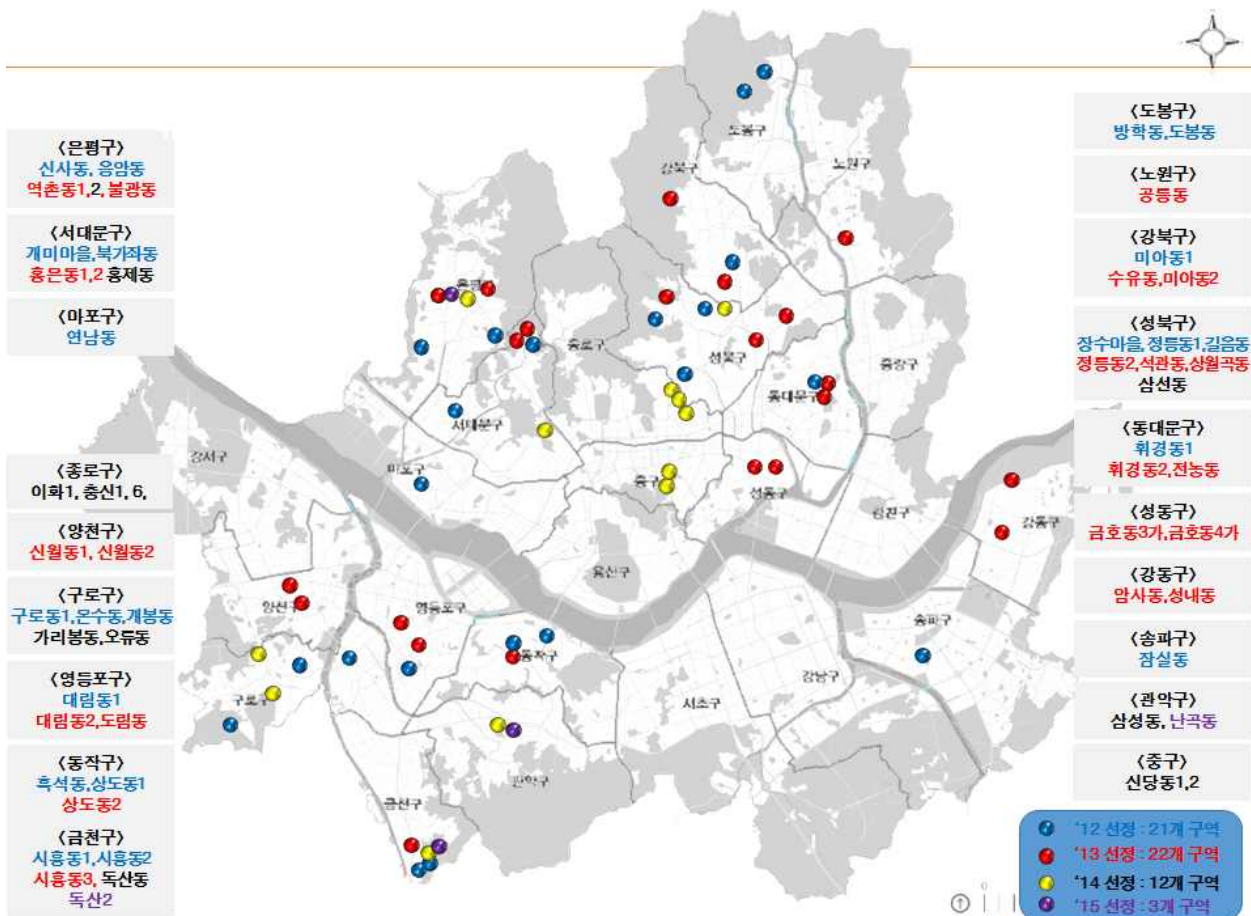 〈은평구〉
신사동, 응암동
역촌동1,2, 불광동
〈서대문구〉
개미마을,북가좌동
홍은동1,2 홍제동
〈마포구〉
연남동
〈종로구〉
이화1, 충신1, 6,
〈양천구〉
신월동1, 신월동2
〈구로구〉
구로동1,온수동,개봉동
가리봉동,오류동
〈영등포구〉
대림동1
대림동2,도림동
〈동작구〉
흑석동,상도동1
상도동2
〈금천구〉
시흥동1,시흥동2
시흥동3, 독산동
독산2
도봉구
노원구
강북구
은평구
종로구
성북구
중랑구
동대문구
서대문구
강서구
마포구
중구
성동구
광진구
강동구
용산구
양천구
영등포구
송파구
동작구
강남구
서초구
구로구
관악구
금천구
〈도봉구〉
방학동,도봉동
〈노원구〉
공릉동
〈강북구〉
미아동1
수유동,미아동2
〈성북구〉
장수마을,정릉동1,길음동
정릉동2,석관동,상월곡동
삼선동
〈동대문구〉
휘경동1
휘경동2,전농동
〈성동구〉
금호동3가,금호동4가
〈강동구〉
암사동,성내동
〈송파구〉
잠실동
〈관악구〉
삼성동, 난곡동
〈중구〉
신당동1,2
'12 선정 : 21개 구역
'13 선정 : 22개 구역
'14 선정 : 12개 구역
'15 선정 : 3개 구역
0